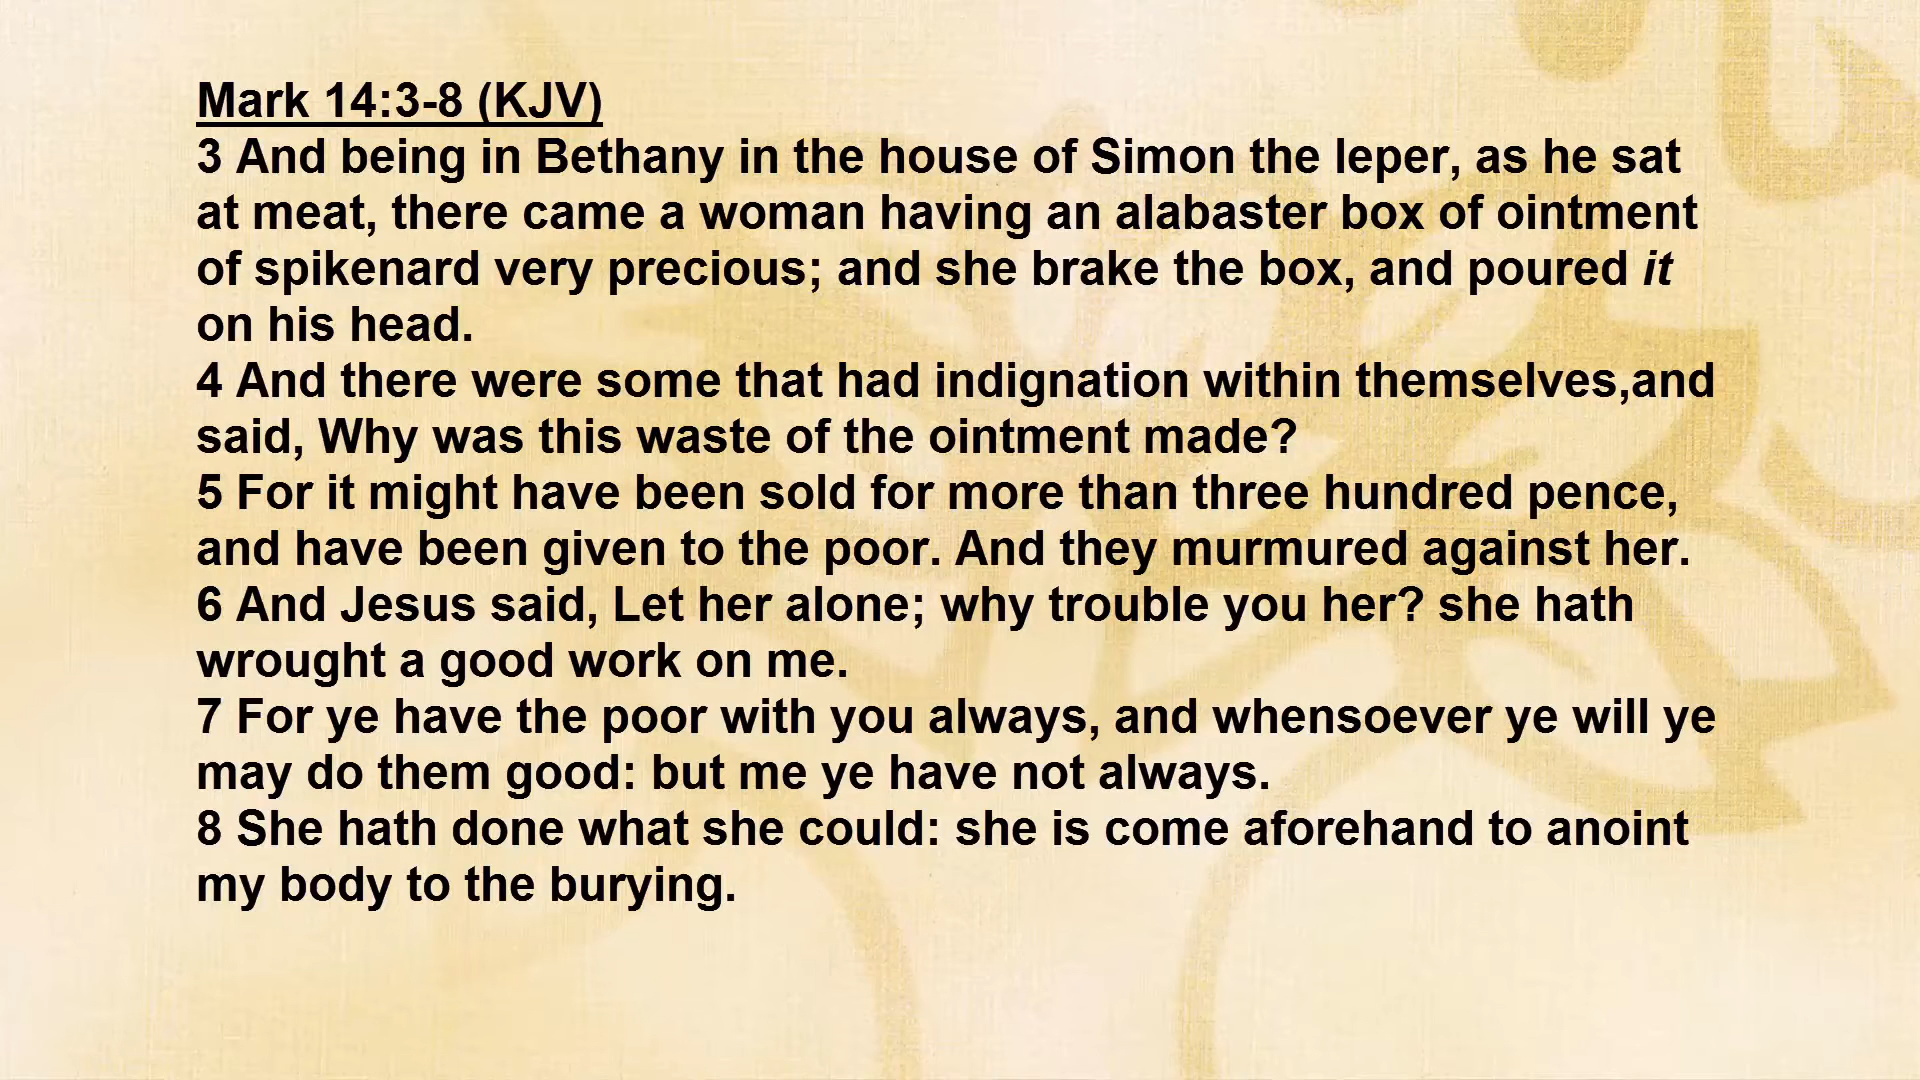 Mark 14:3-8 (KJV)
3 And being in Bethany in the house of Simon the leper, as he sat
at meat, there came a woman having an alabaster box of ointment
of spikenard very precious; and she brake the box, and poured it
on his head.
4 And there were some that had indignation within themselves,and
said, Why was this waste of the ointment made?
5 For it might have been sold for more than three hundred pence,
and have been given to the poor. And they murmured against her.
6 And Jesus said, Let her alone; why trouble you her? she hath
wrought a good work on me.
7 For ye have the poor with you always, and whensoever ye will ye
may do them good: but me ye have not always.
8 She hath done what she could: she is come aforehand to anoint
my body to the burying.